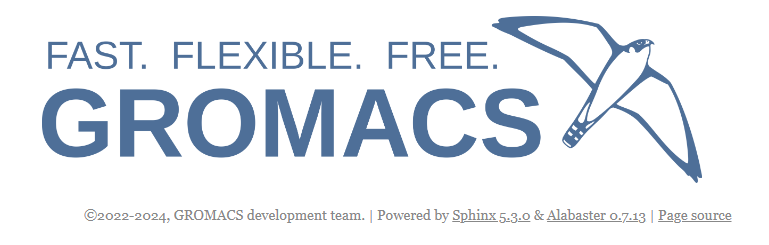 FAST. FLEXIBLE. FREE.
GROMACS
©2022-2024, GROMACS development team. | Powered by Sphinx 5.3.0 & Alabaster 0.7.13 | Page source